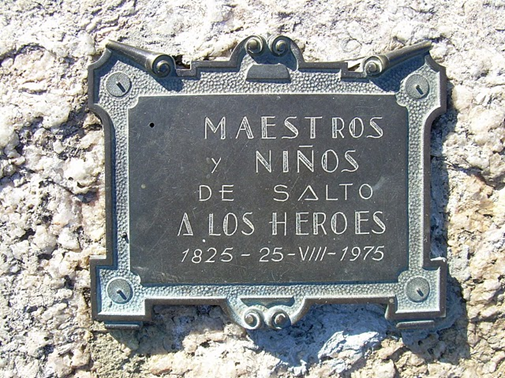 MAESTROS
y NIÑOS
DE SALTO
A LOS HEROES
1825 - 25-VIII-1975